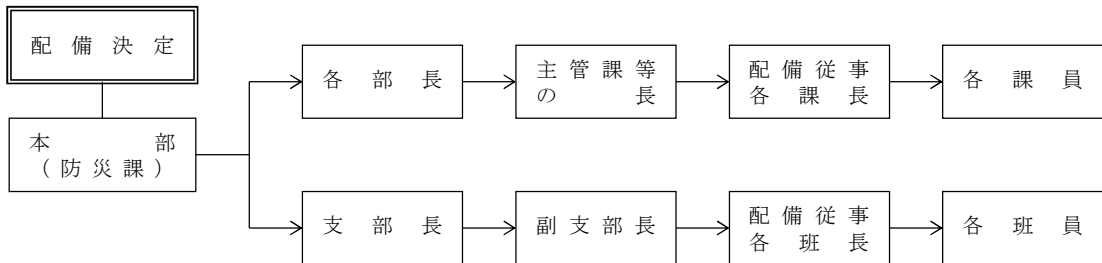 配備決定
本部
（防災課）
各部長
主管課等
の長
配備従事
各課長
各課員
支部長
副支部長
配備従事
各班長
各班員